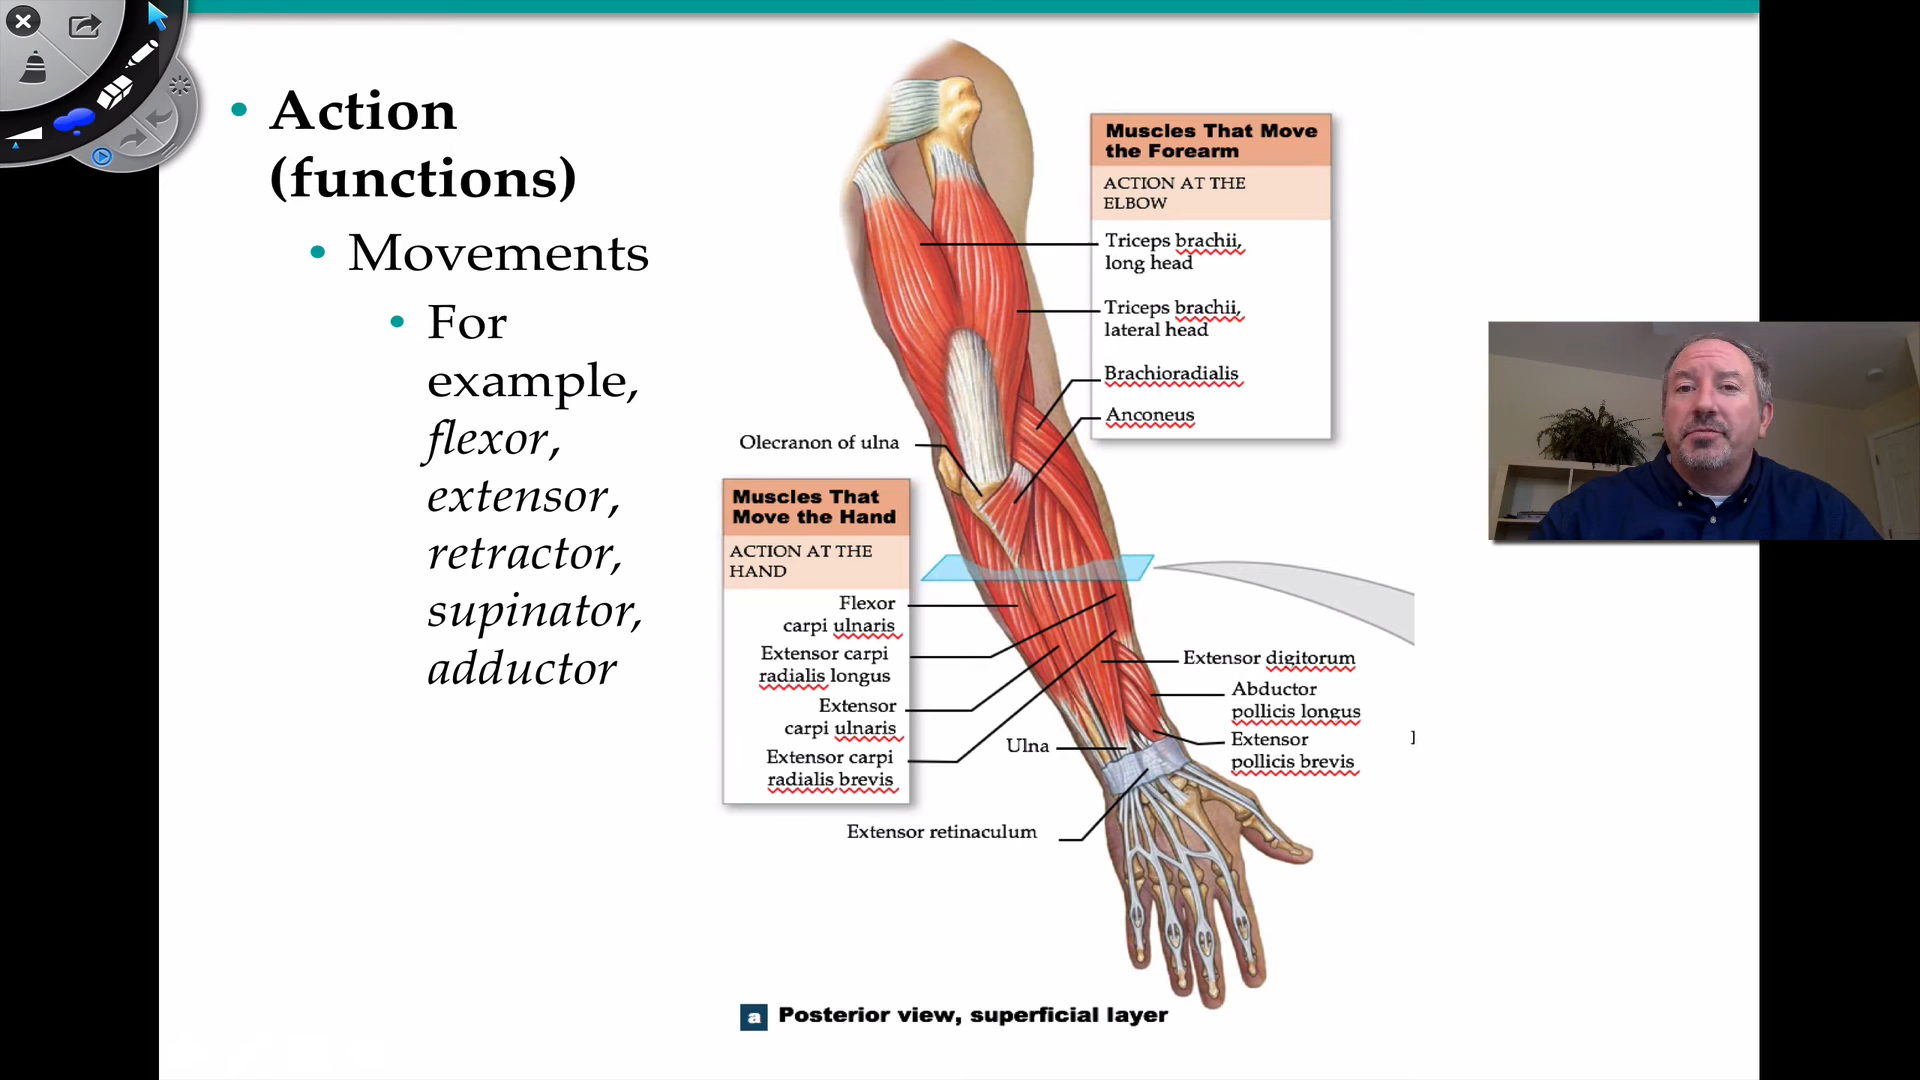 • Action
(functions)
• Movements
• For
example,
flexor,
extensor,
retractor,
supinator,
adductor
Muscles That Move
the Forearm
ACTION AT THE
ELBOW
Triceps brachii,
long head
Triceps brachii,
lateral head
Brachioradialis
Anconeus
Olecranon of ulna
Muscles That
Move the Hand
ACTION AT THE
HAND
Flexor
carpi ulnaris
Extensor carpi
radialis longus
Extensor
carpi ulnaris
Extensor carpi
radialis brevis
Extensor digitorum
Abductor
pollicis longus
Extensor
pollicis brevis
Ulna
Extensor retinaculum
a Posterior view, superficial layer